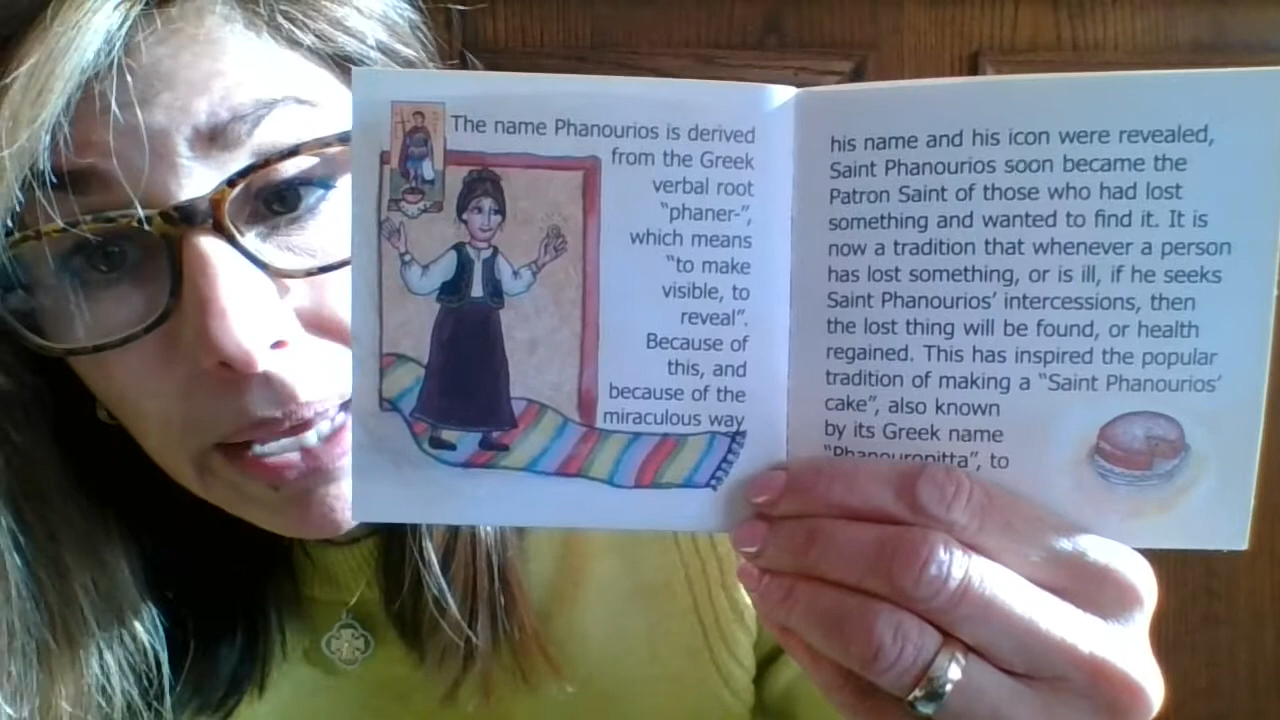 The name Phanourios is derived
from the Greek
verbal root
“phaner-”,
which means
“to make
visible, to
reveal”.
Because of
this, and
because of the
miraculous way
his name and his icon were revealed,
Saint Phanourios soon became the
Patron Saint of those who had lost
something and wanted to find it. It is
now a tradition that whenever a person
has lost something, or is ill, if he seeks
Saint Phanourios’ intercessions, then
the lost thing will be found, or health
regained. This has inspired the popular
tradition of making a “Saint Phanourios’
cake”, also known
by its Greek name
“Phanouropitta”, to